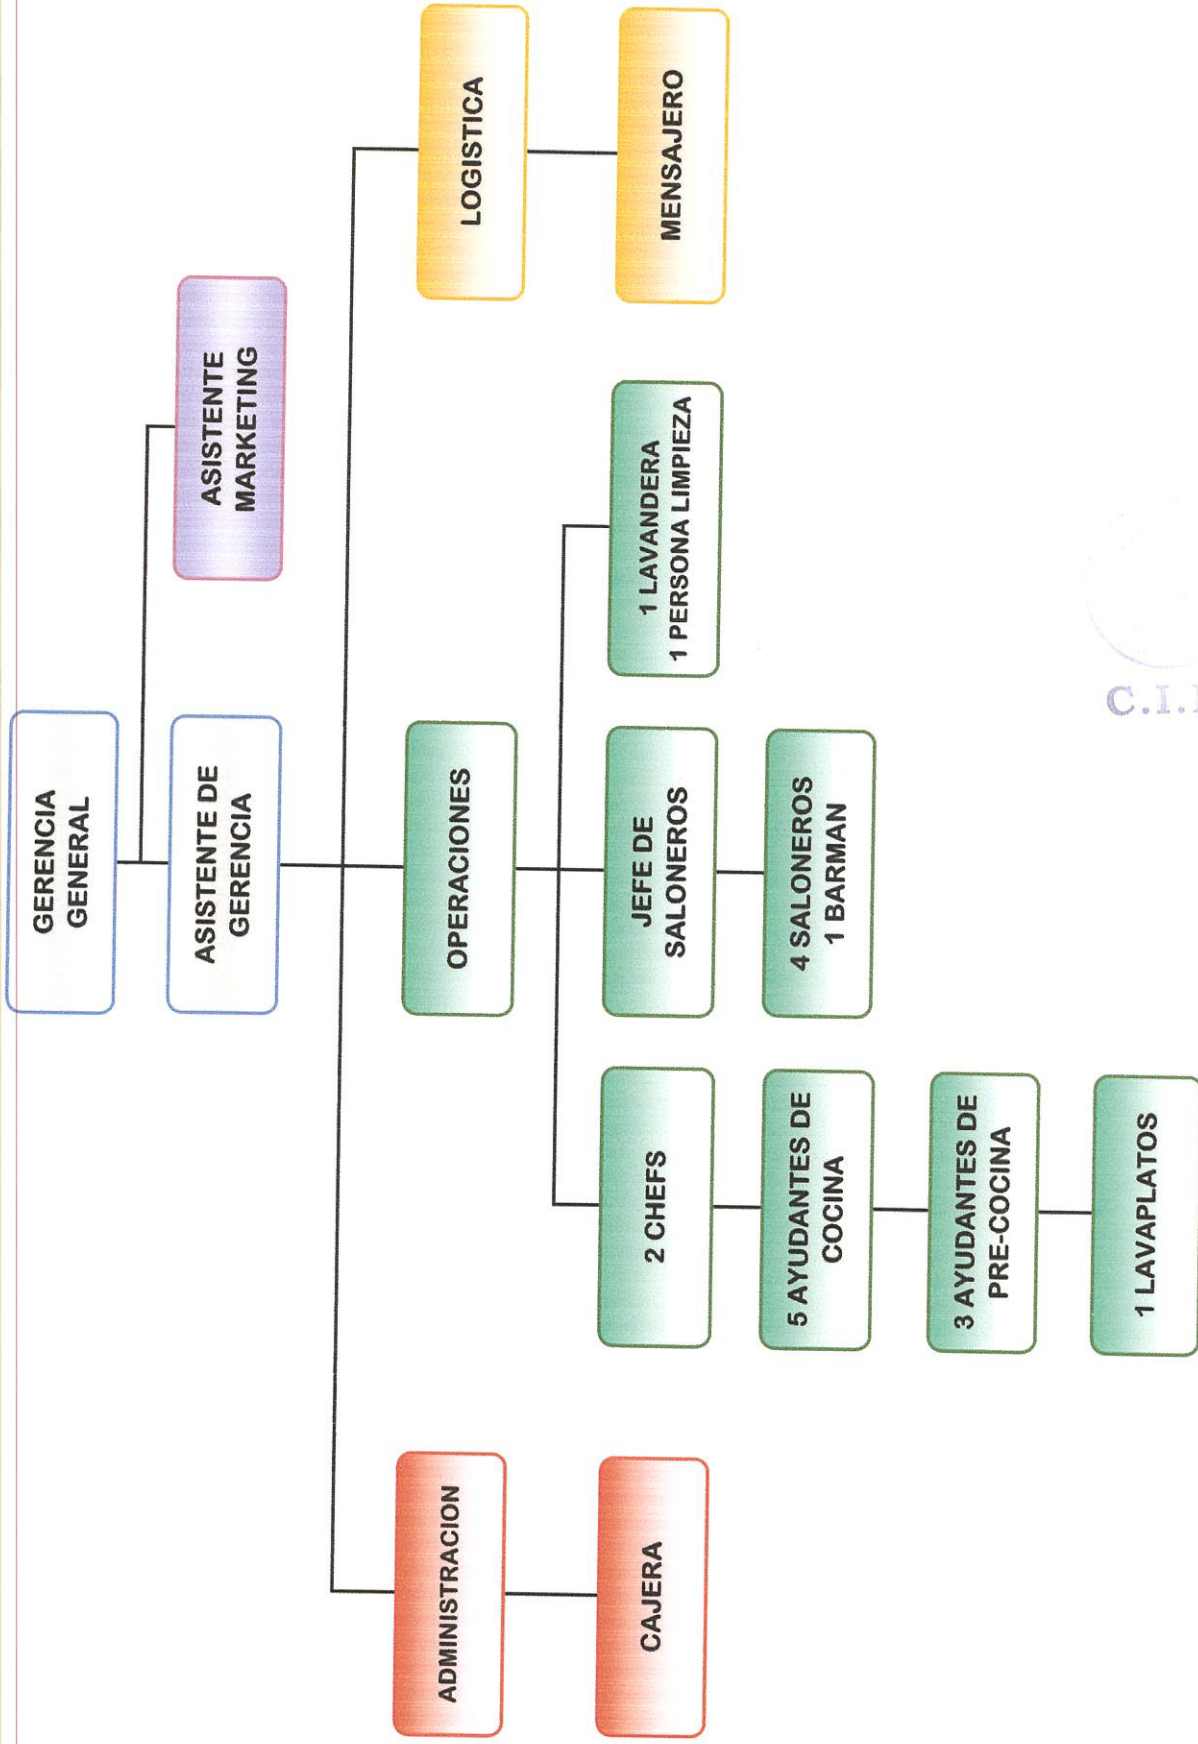 GERENCIA
GENERAL
ASISTENTE DE
GERENCIA
ASISTENTE
MARKETING
ADMINISTRACION
OPERACIONES
LOGISTICA
CAJERA
2 CHEFS
JEFE DE
SALONEROS
1 LAVANDERA
1 PERSONA LIMPIEZA
MENSAJERO
5 AYUDANTES DE
COCINA
4 SALONEROS
1 BARMAN
3 AYUDANTES DE
PRE-COCINA
1 LAVAPLATOS